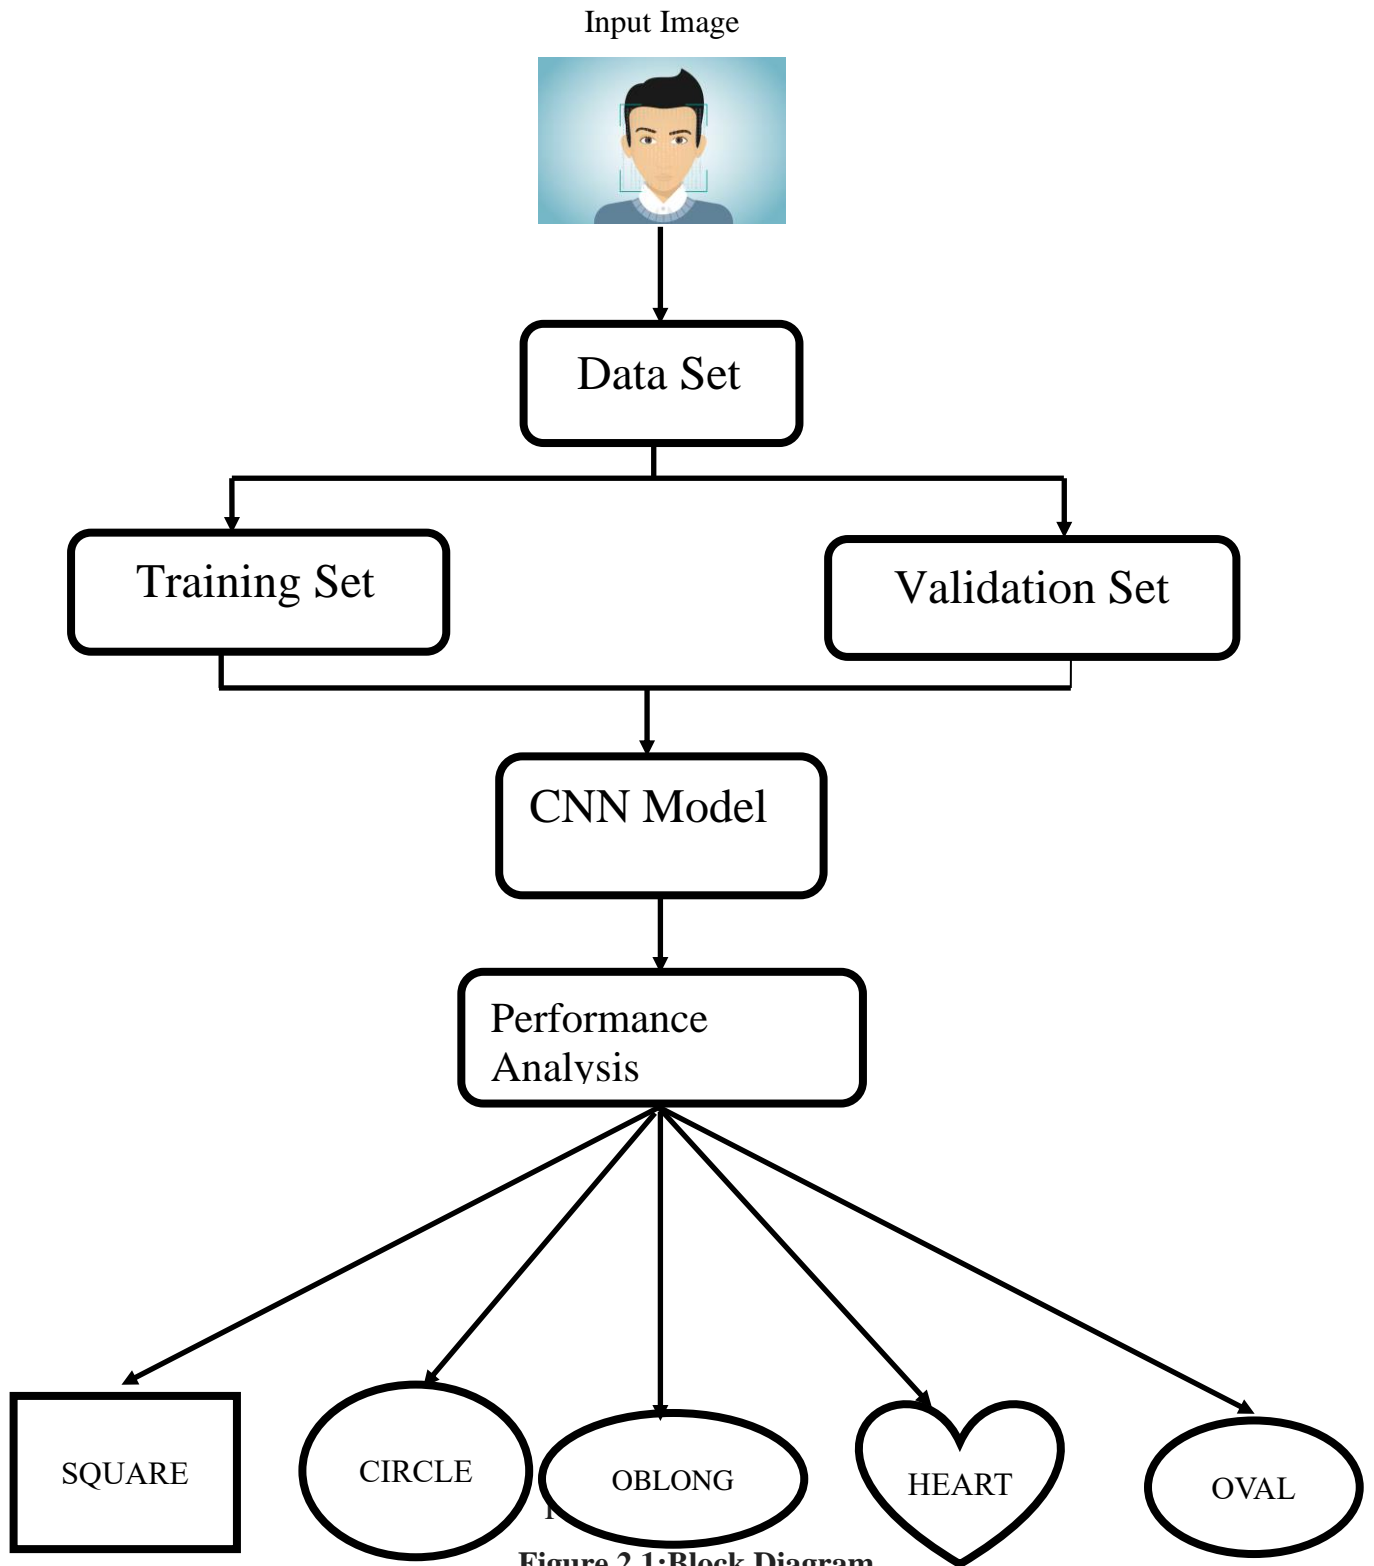 Input Image
Data Set
Training Set
Validation Set
CNN Model
Performance
Analysis
SQUARE
CIRCLE
OBLONG
HEART
OVAL
Figure 2.1:Block Diagram